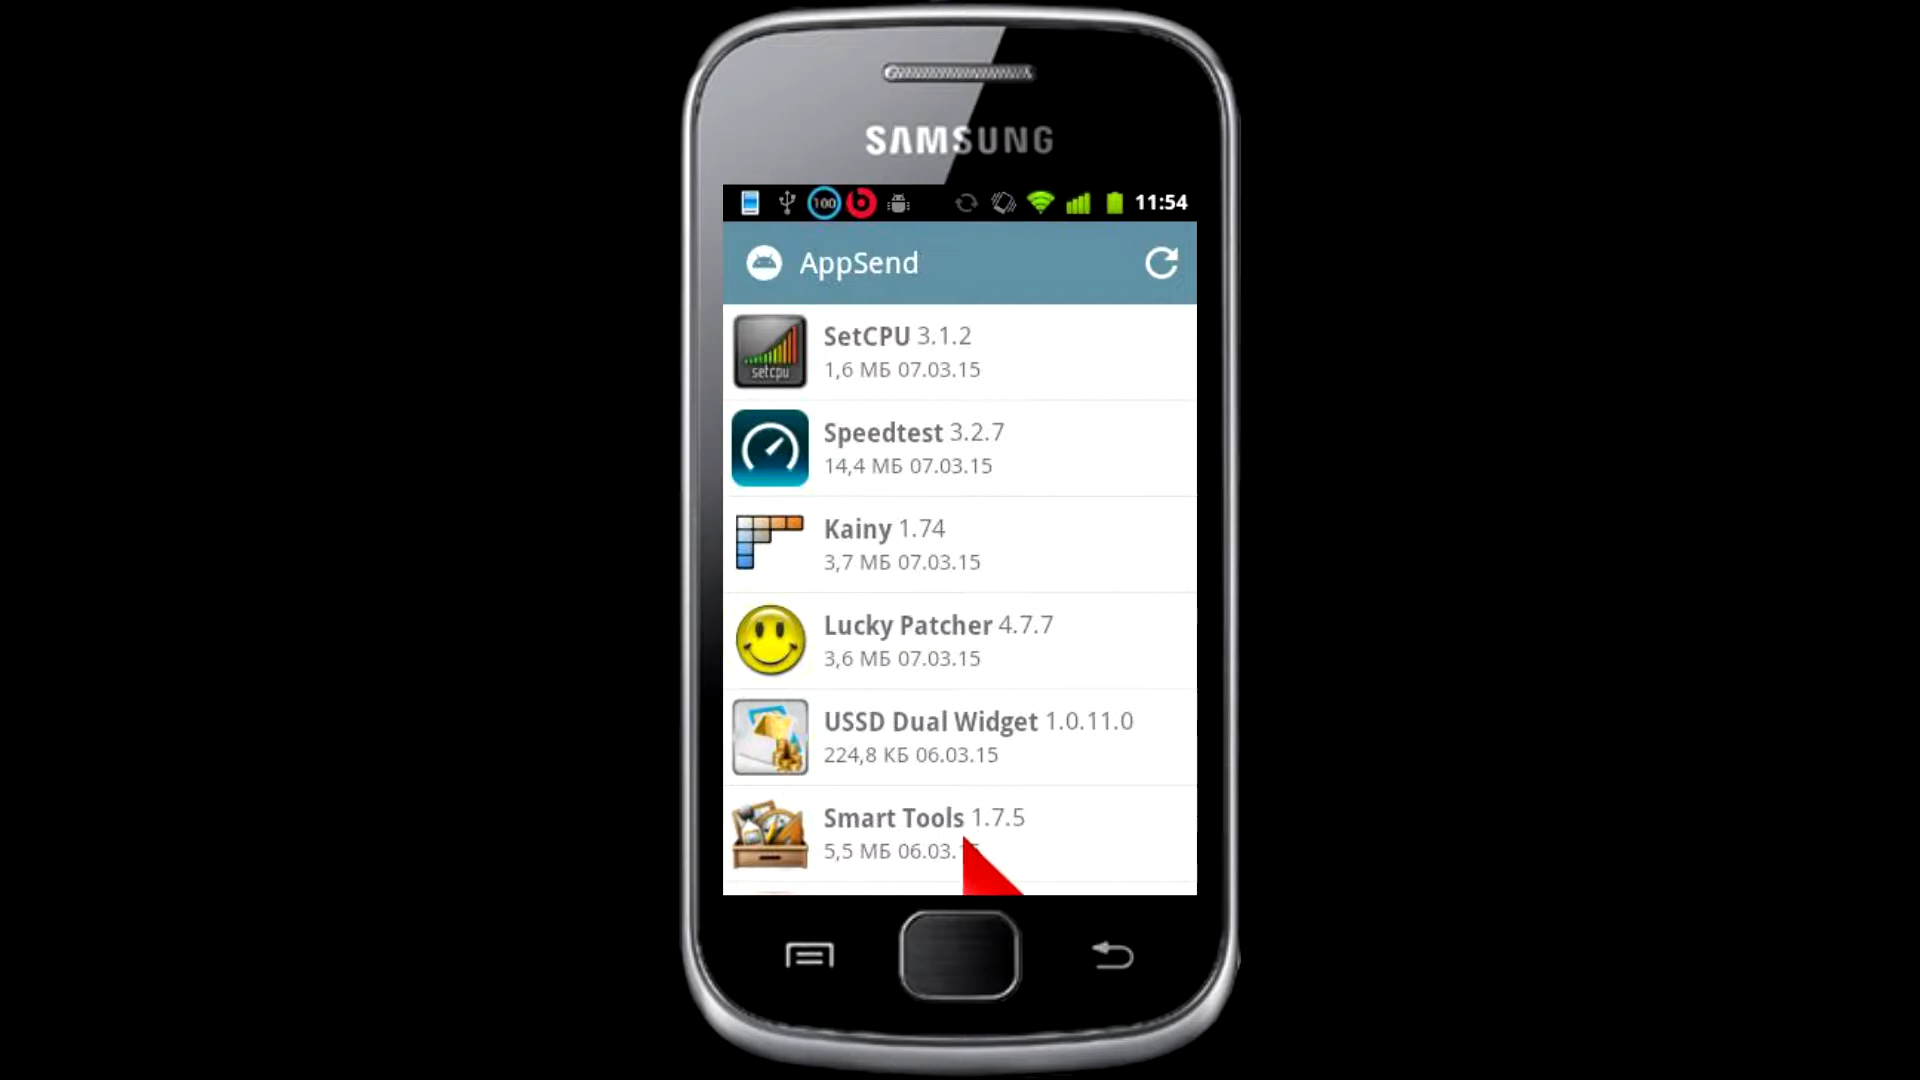 SAMSUNG
100
11:54
AppSend
SetCPU 3.1.2
1,6 МБ 07.03.15
setcpu
Speedtest 3.2.7
14,4 МБ 07.03.15
Kainy 1.74
3,7 МБ 07.03.15
Lucky Patcher 4.7.7
3,6 МБ 07.03.15
USSD Dual Widget 1.0.11.0
224,8 КБ 06.03.15
Smart Tools 1.7.5
5,5 МБ 06.03.